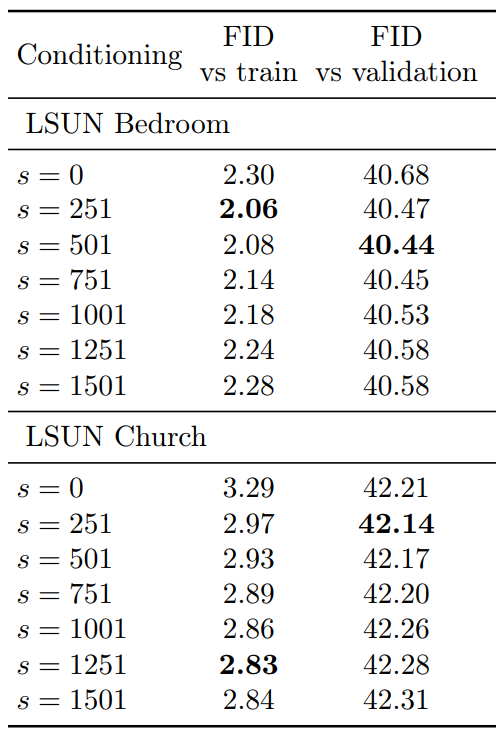 Conditioning FID vs train FID vs validation
LSUN Bedroom
s = 0 2.30 40.68
s = 251 2.06 40.47
s = 501 2.08 40.44
s = 751 2.14 40.45
s = 1001 2.18 40.53
s = 1251 2.24 40.58
s = 1501 2.28 40.58
LSUN Church
s = 0 3.29 42.21
s = 251 2.97 42.14
s = 501 2.93 42.17
s = 751 2.89 42.20
s = 1001 2.86 42.26
s = 1251 2.83 42.28
s = 1501 2.84 42.31